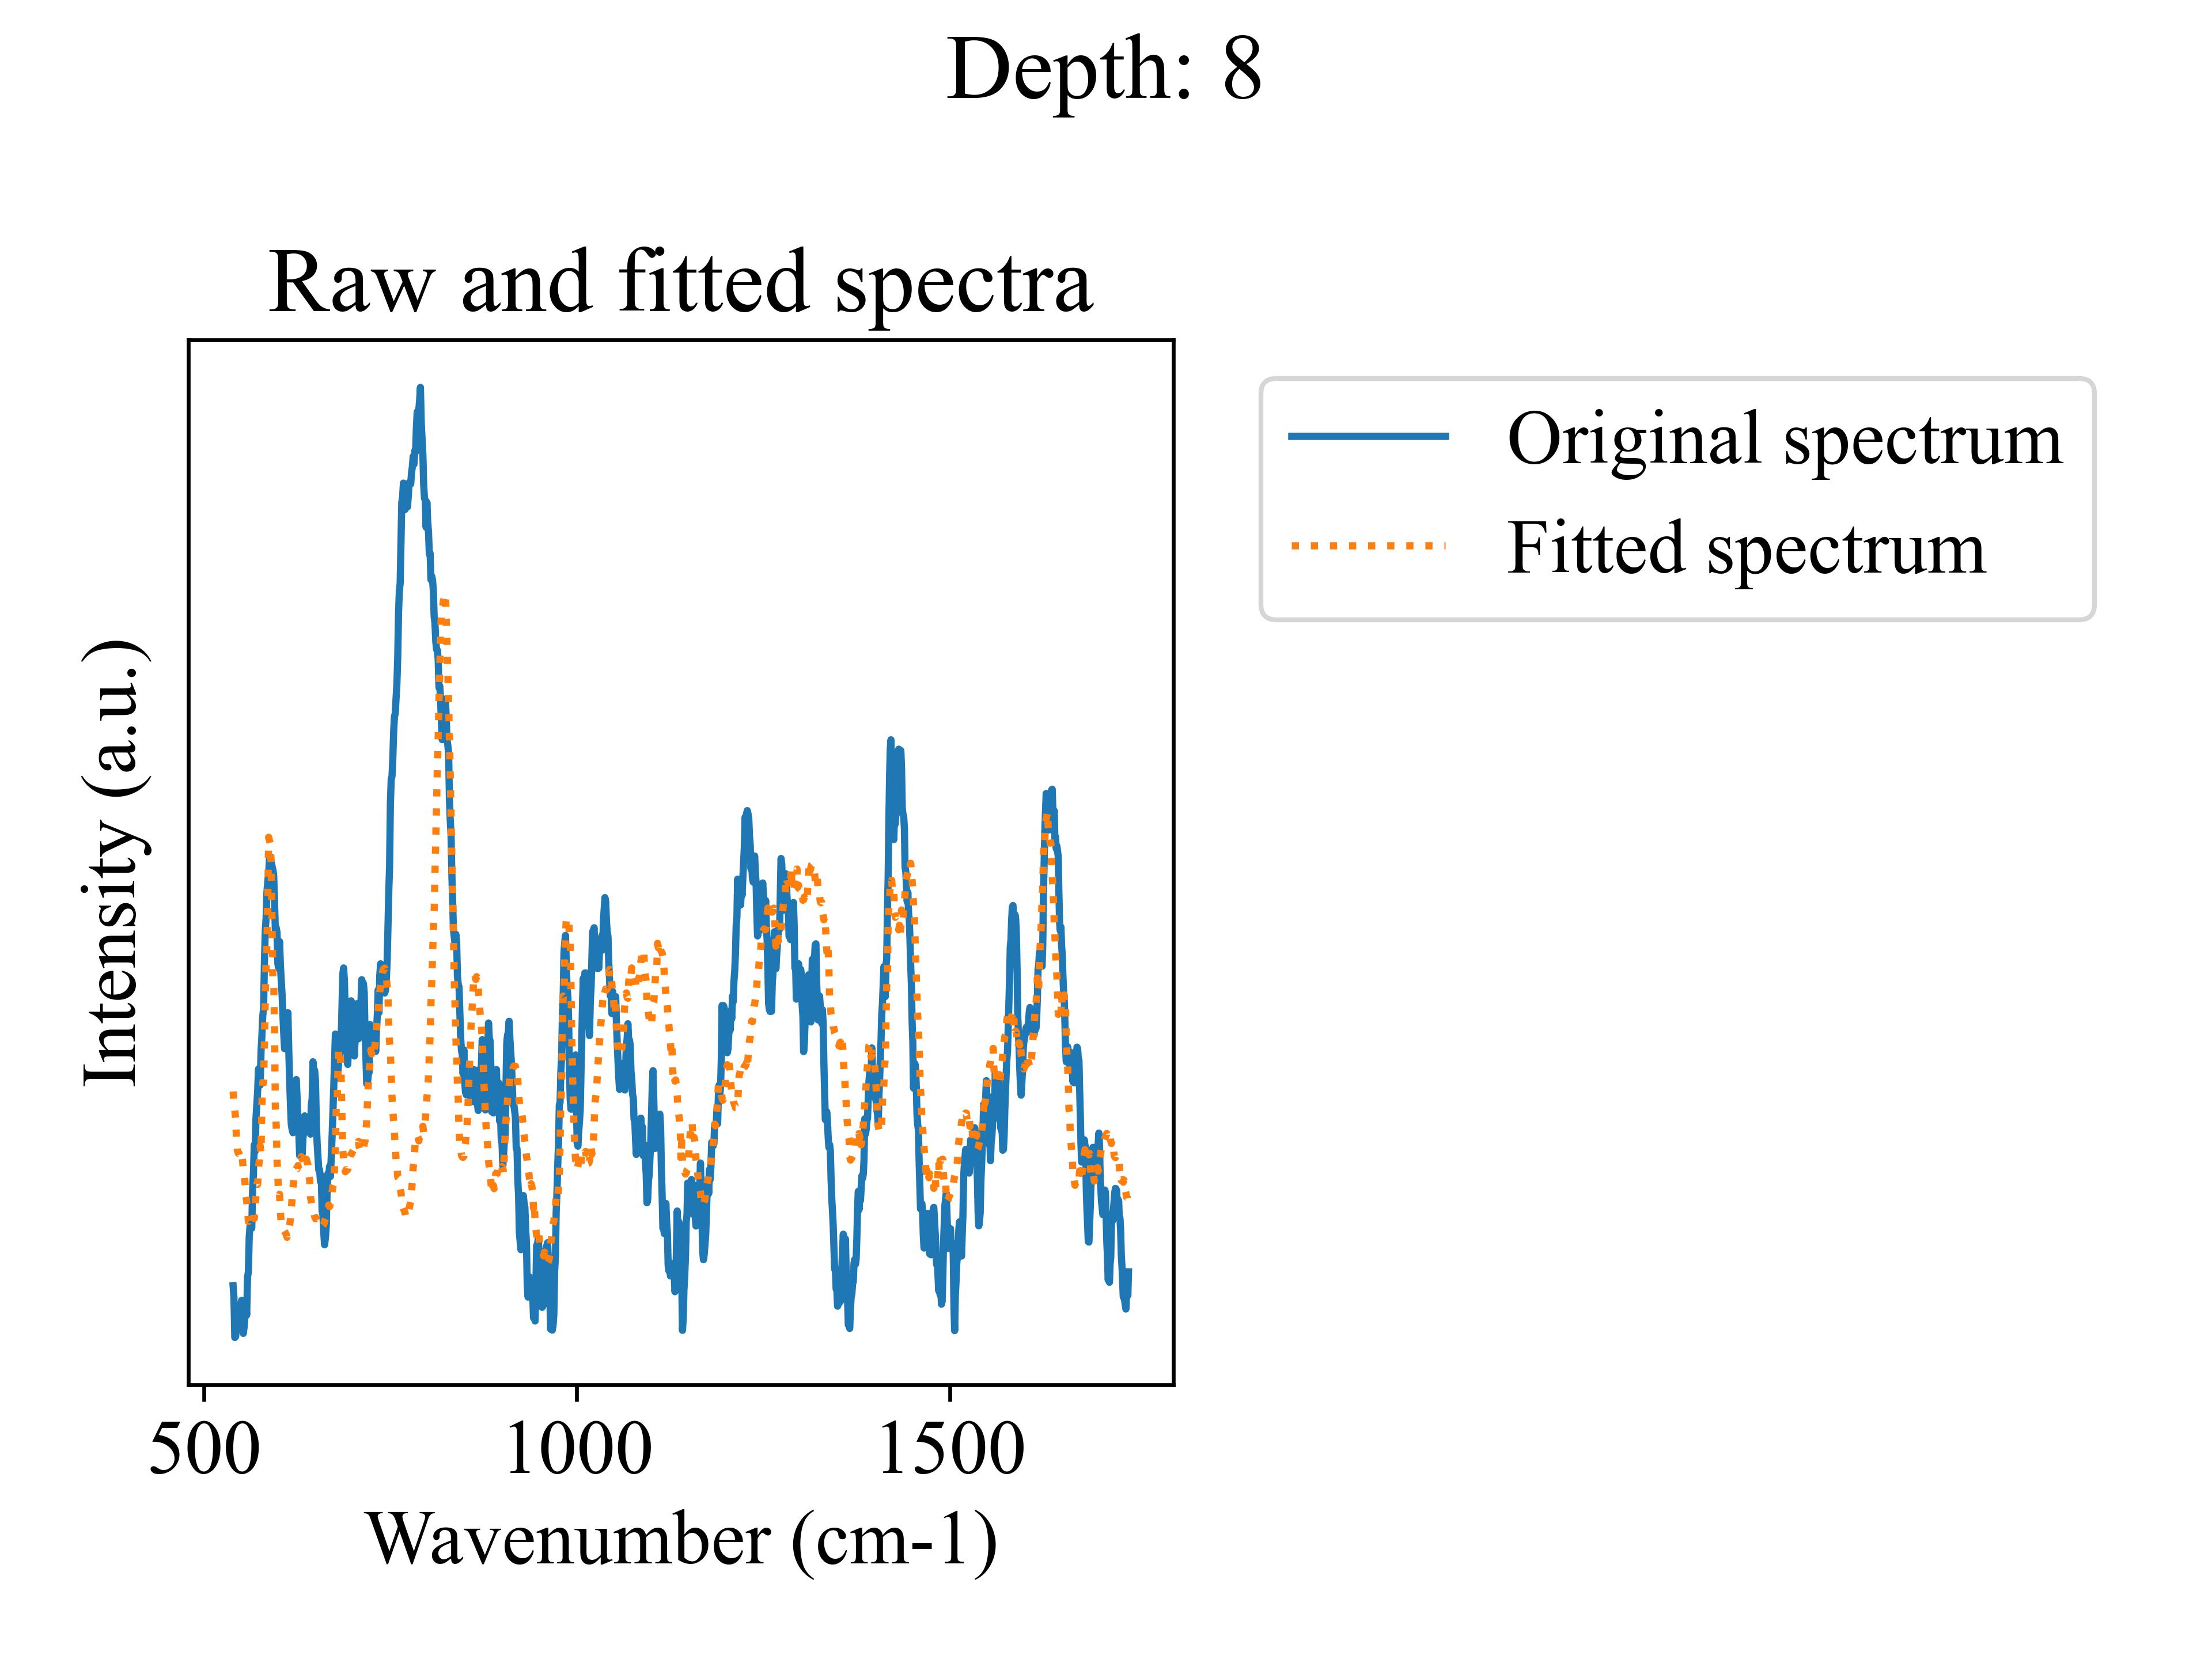 Depth: 8
Raw and fitted spectra
Original spectrum
Fitted spectrum
Intensity (a.u.)
500 1000 1500
Wavenumber (cm-1)